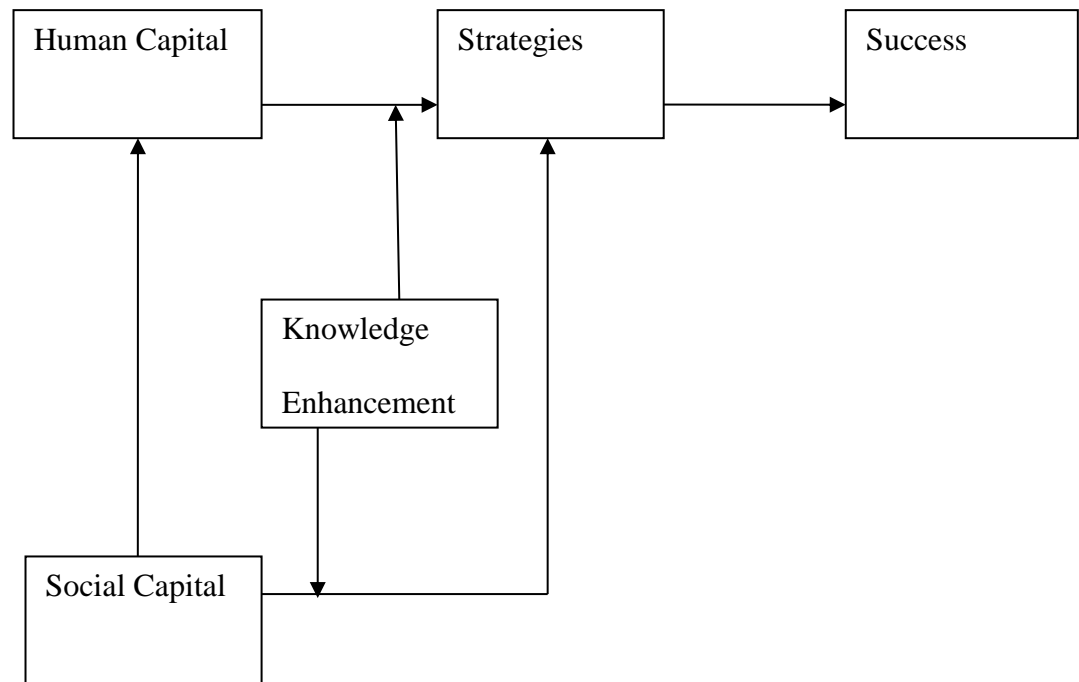 Human Capital
Strategies
Success
Knowledge
Enhancement
Social Capital